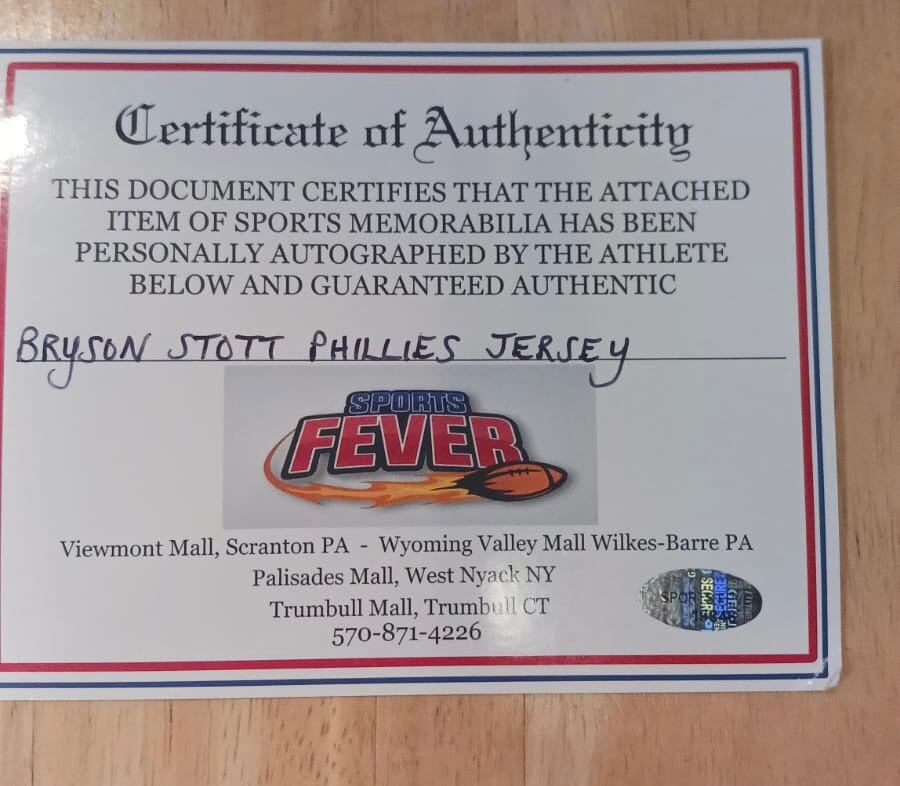 Certificate of Authenticity
THIS DOCUMENT CERTIFIES THAT THE ATTACHED
ITEM OF SPORTS MEMORABILIA HAS BEEN
PERSONALLY AUTOGRAPHED BY THE ATHLETE
BELOW AND GUARANTEED AUTHENTIC
BRYSON STOTT PHILLIES JERSEY
SPORTS
FEVER
Viewmont Mall, Scranton PA - Wyoming Valley Mall Wilkes-Barre PA
Palisades Mall, West Nyack NY
Trumbull Mall, Trumbull CT
570-871-4226